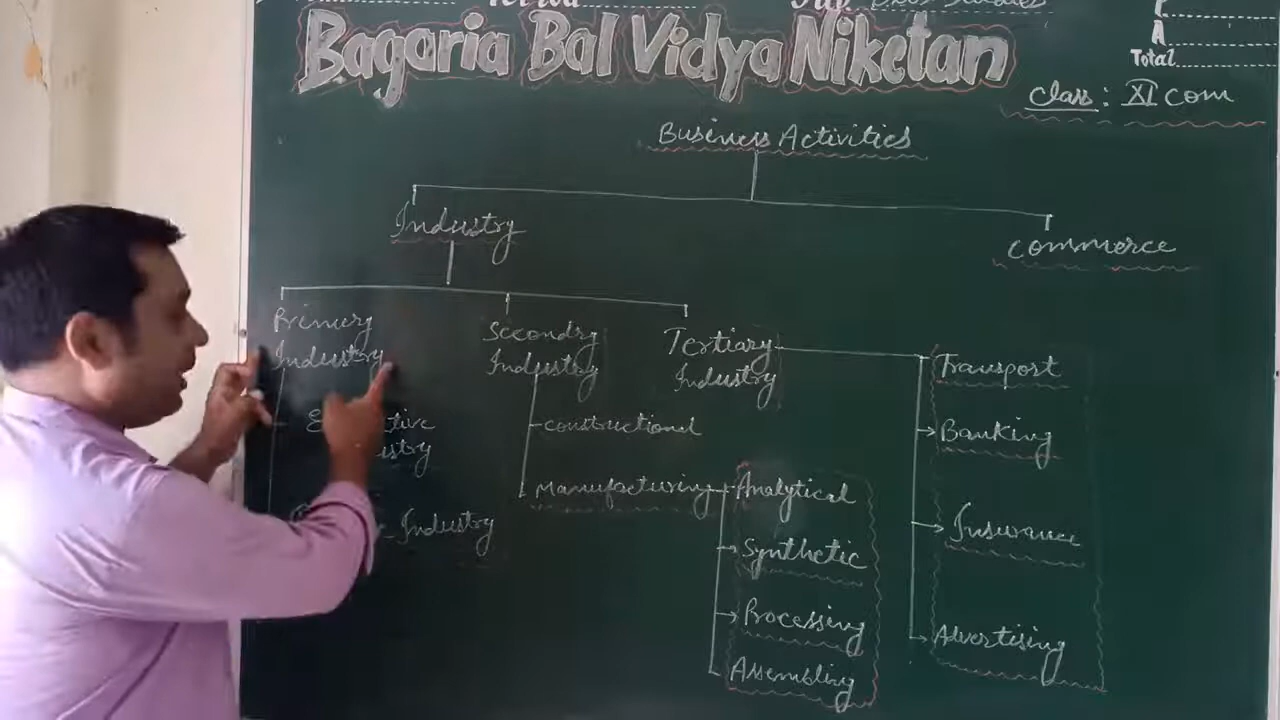 Bagaria Bal Vidya Niketan
Total
Class: XI com
Business Activities
Industry
Commerce
Primary
Industry
Secondry
Industry
Tertiary
Industry
Transport
Banking
Insurance
Advertising
constructional
Manufacturing
Analytical
Synthetic
Processing
Assembling
Industry